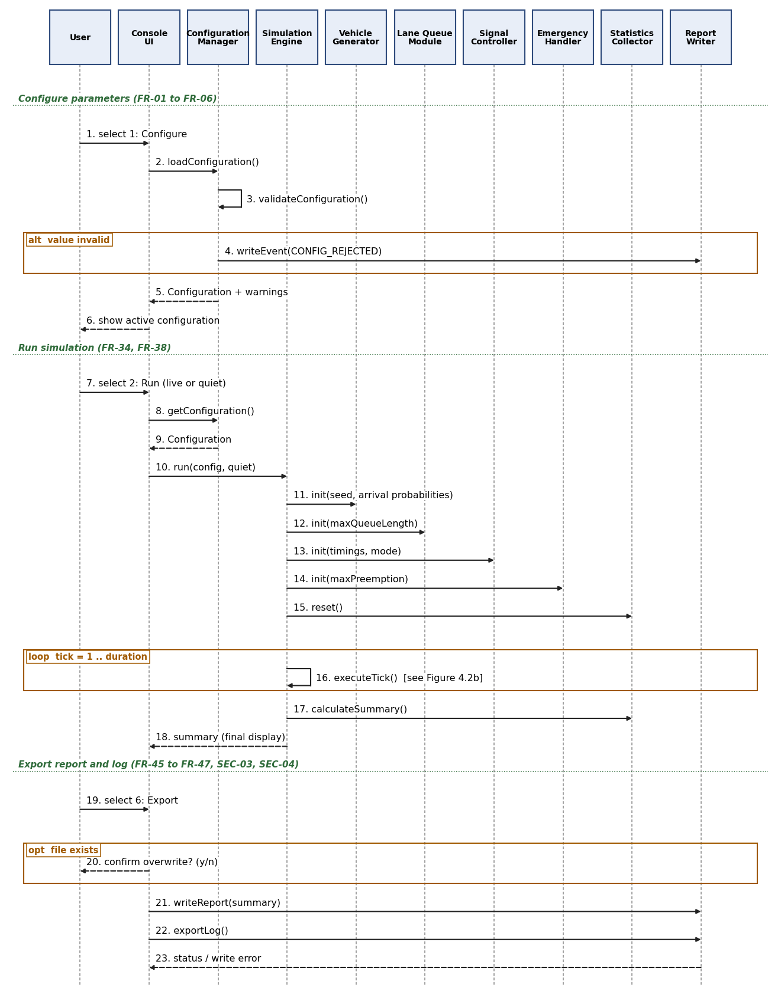 User
Console
UI
Configuration
Manager
Simulation
Engine
Vehicle
Generator
Lane Queue
Module
Signal
Controller
Emergency
Handler
Statistics
Collector
Report
Writer
Configure parameters (FR-01 to FR-06)
1. select 1: Configure
2. loadConfiguration()
3. validateConfiguration()
alt  value invalid
4. writeEvent(CONFIG_REJECTED)
5. Configuration + warnings
6. show active configuration
Run simulation (FR-34, FR-38)
7. select 2: Run (live or quiet)
8. getConfiguration()
9. Configuration
10. run(config, quiet)
11. init(seed, arrival probabilities)
12. init(maxQueueLength)
13. init(timings, mode)
14. init(maxPreemption)
15. reset()
loop  tick = 1 .. duration
16. executeTick()  [see Figure 4.2b]
17. calculateSummary()
18. summary (final display)
Export report and log (FR-45 to FR-47, SEC-03, SEC-04)
19. select 6: Export
opt  file exists
20. confirm overwrite? (y/n)
21. writeReport(summary)
22. exportLog()
23. status / write error